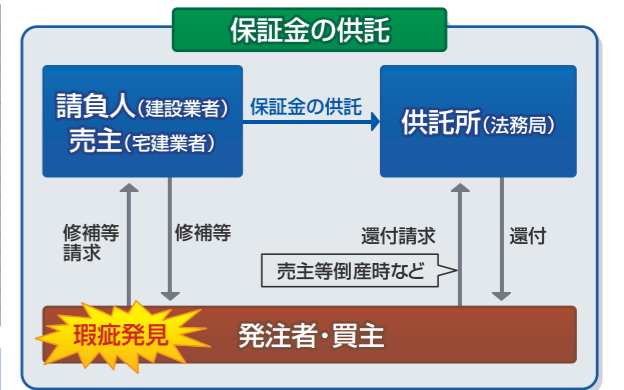 保証金の供託
請負人(建設業者)
売主(宅建業者)
保証金の供託
供託所(法務局)
修補等
請求
修補等
還付請求
還付
売主等倒産時など
瑕疵発見
発注者・買主